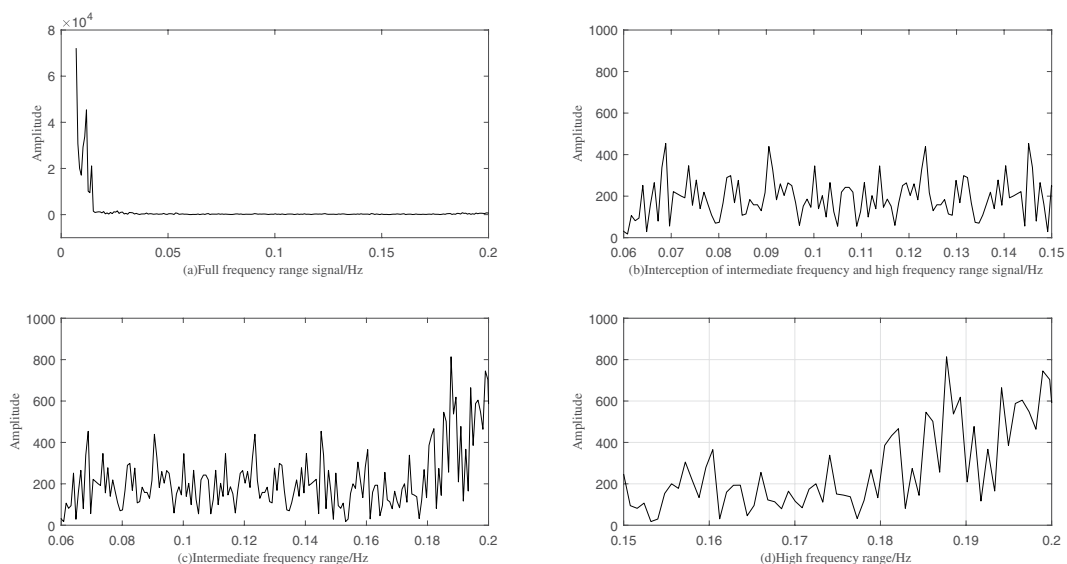 ×10⁴
8
6
4
2
0
Amplitude
0 0.05 0.1 0.15 0.2
(a)Full frequency range signal/Hz
1000
800
600
400
200
0
Amplitude
0.06 0.07 0.08 0.09 0.1 0.11 0.12 0.13 0.14 0.15
(b)Interception of intermediate frequency and high frequency range signal/Hz
1000
800
600
400
200
0
Amplitude
0.06 0.08 0.1 0.12 0.14 0.16 0.18 0.2
(c)Intermediate frequency range/Hz
1000
800
600
400
200
0
Amplitude
0.15 0.16 0.17 0.18 0.19 0.2
(d)High frequency range/Hz